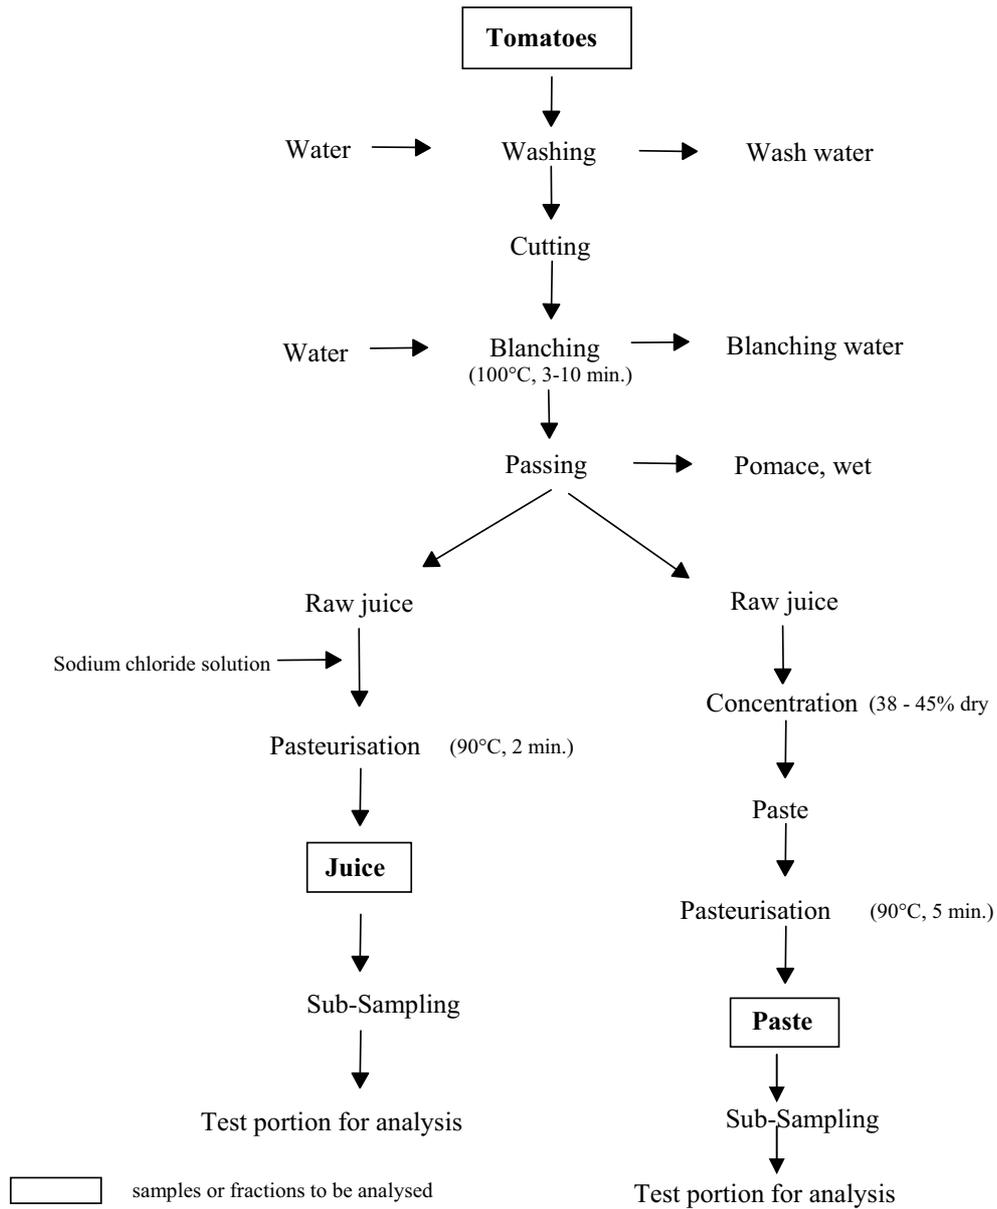 Tomatoes
Water Washing Wash water
Cutting
Water Blanching Blanching water
(100°C, 3-10 min.)
Passing Pomace, wet
Raw juice Raw juice
Sodium chloride solution
Concentration (38 - 45% dry
Pasteurisation (90°C, 2 min.)
Paste
Juice
Pasteurisation (90°C, 5 min.)
Sub-Sampling
Paste
Test portion for analysis
Sub-Sampling
samples or fractions to be analysed
Test portion for analysis